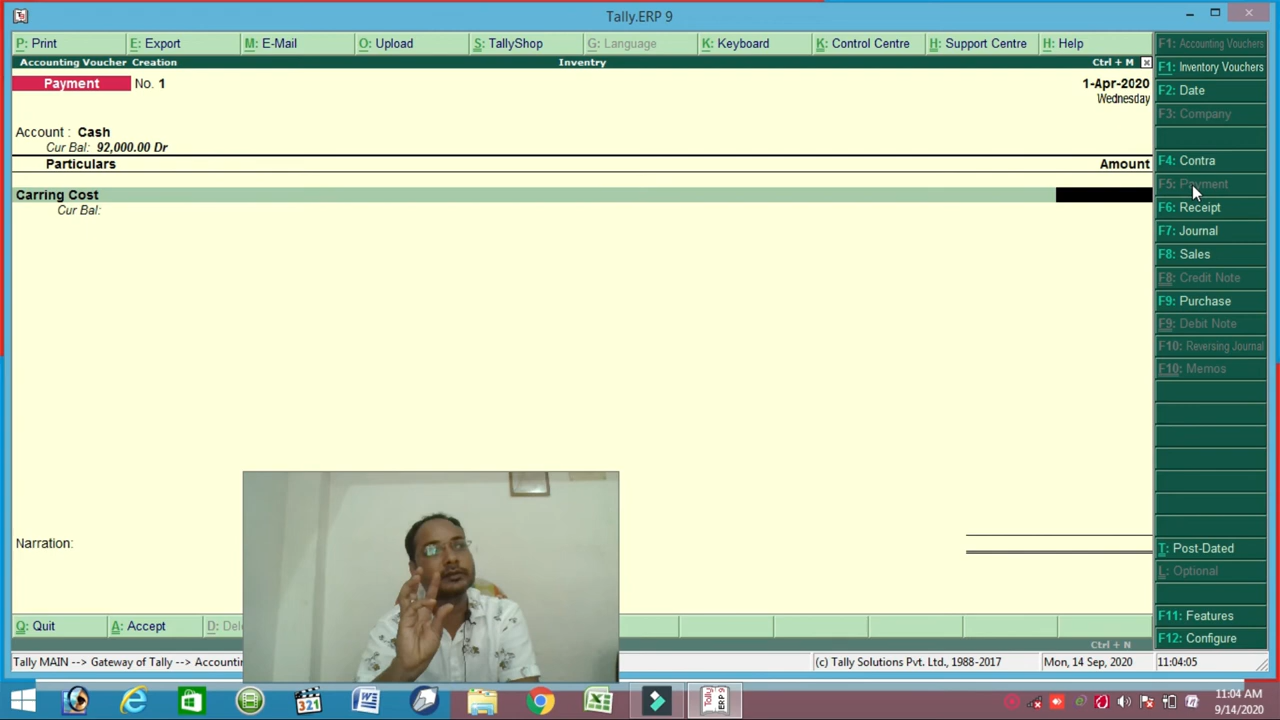 Tally.ERP 9
P: Print E: Export M: E-Mail O: Upload S: TallyShop G: Language K: Keyboard K: Control Centre H: Support Centre H: Help
F1: Accounting Vouchers
Accounting Voucher Creation Inventry Ctrl + M
F1: Inventory Vouchers
Payment No. 1 1-Apr-2020
F2: Date
Wednesday
F3: Company
Account : Cash
Cur Bal: 92,000.00 Dr
Particulars Amount
F4: Contra
F5: Payment
Carring Cost
Cur Bal:
F6: Receipt
F7: Journal
F8: Sales
F8: Credit Note
F9: Purchase
F9: Debit Note
F10: Reversing Journal
F10: Memos
Narration:
T: Post-Dated
L: Optional
F11: Features
Q: Quit A: Accept D: Del
F12: Configure
Ctrl + N
Tally MAIN --> Gateway of Tally --> Accountin (c) Tally Solutions Pvt. Ltd., 1988-2017 Mon, 14 Sep, 2020 11:04:05
321
ERP 9
11:04 AM
9/14/2020